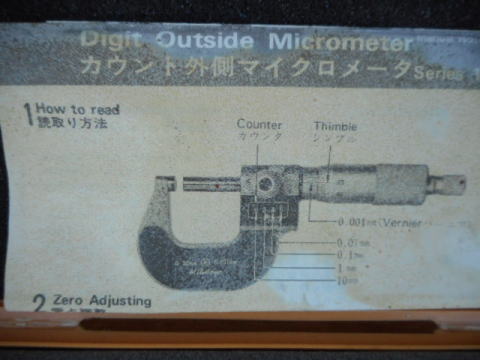 Digit Outside Micrometer
カウント外側マイクロメータ Series
1 How to read
読取り方法
Counter
カウンタ
Thimble
シンブル
0.001mm(Vernier
0.01mm
0.1mm
1mm
10mm
2 Zero Adjusting